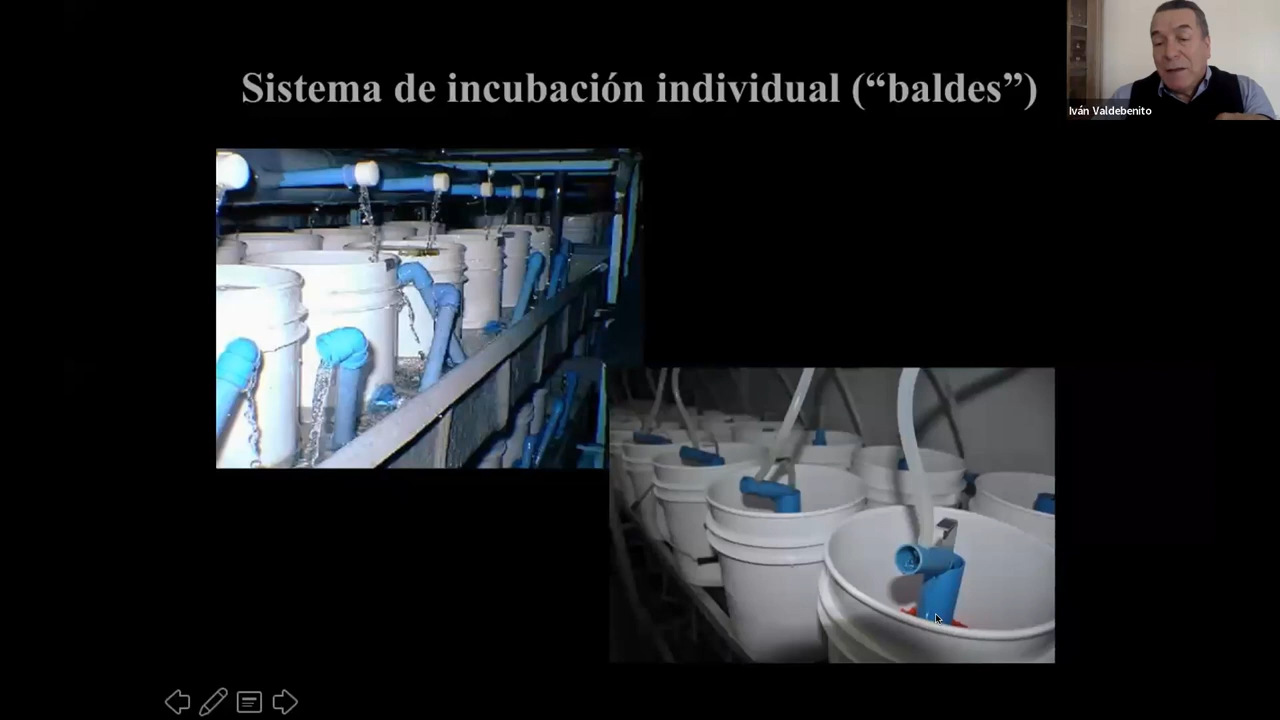 Sistema de incubación individual (“baldes”)
Iván Valdebenito